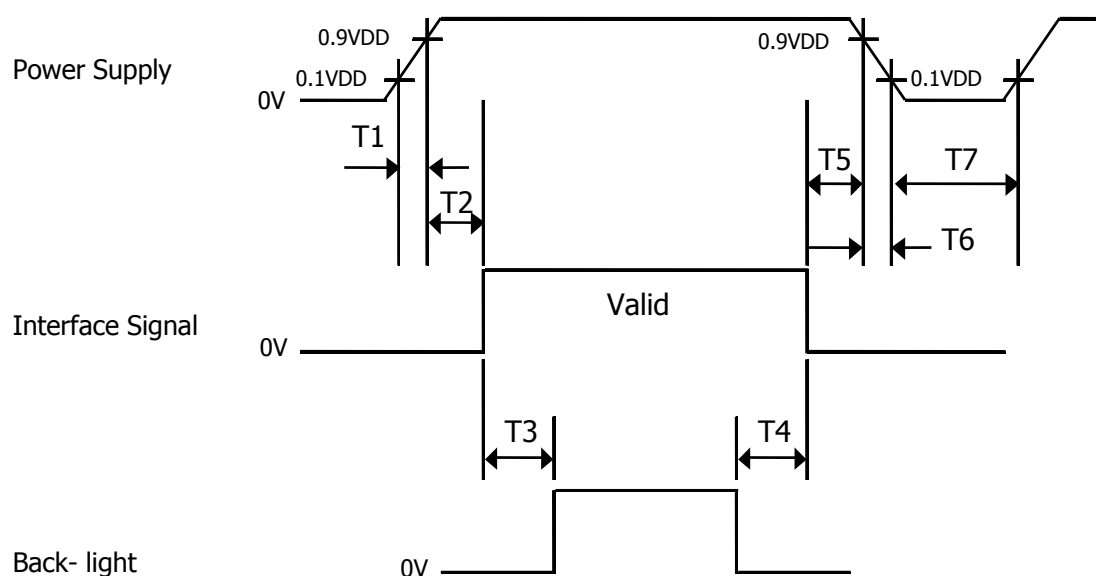 0.9VDD
0.9VDD
Power Supply
0.1VDD
0.1VDD
0V
T1
T5
T7
T2
T6
Valid
Interface Signal
0V
T3
T4
Back- light
0V